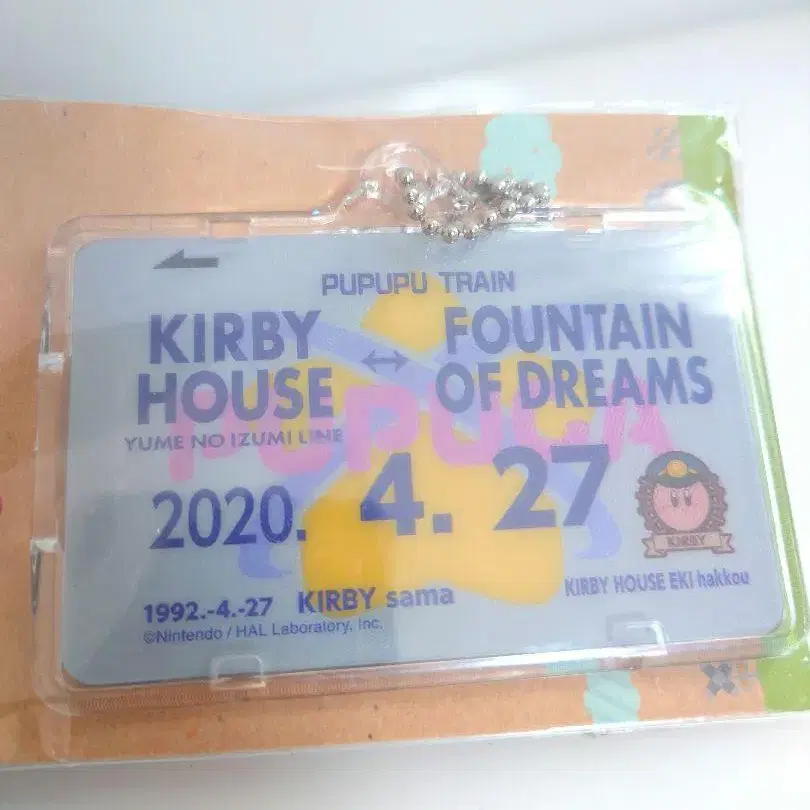 PUPUPU TRAIN
KIRBY HOUSE ↔ FOUNTAIN OF DREAMS
YUME NO IZUMI LINE
PUPUCA
2020. 4. 27
KIRBY
KIRBY HOUSE EKI hakkou
1992.-4.-27 KIRBY sama
©Nintendo / HAL Laboratory, Inc.